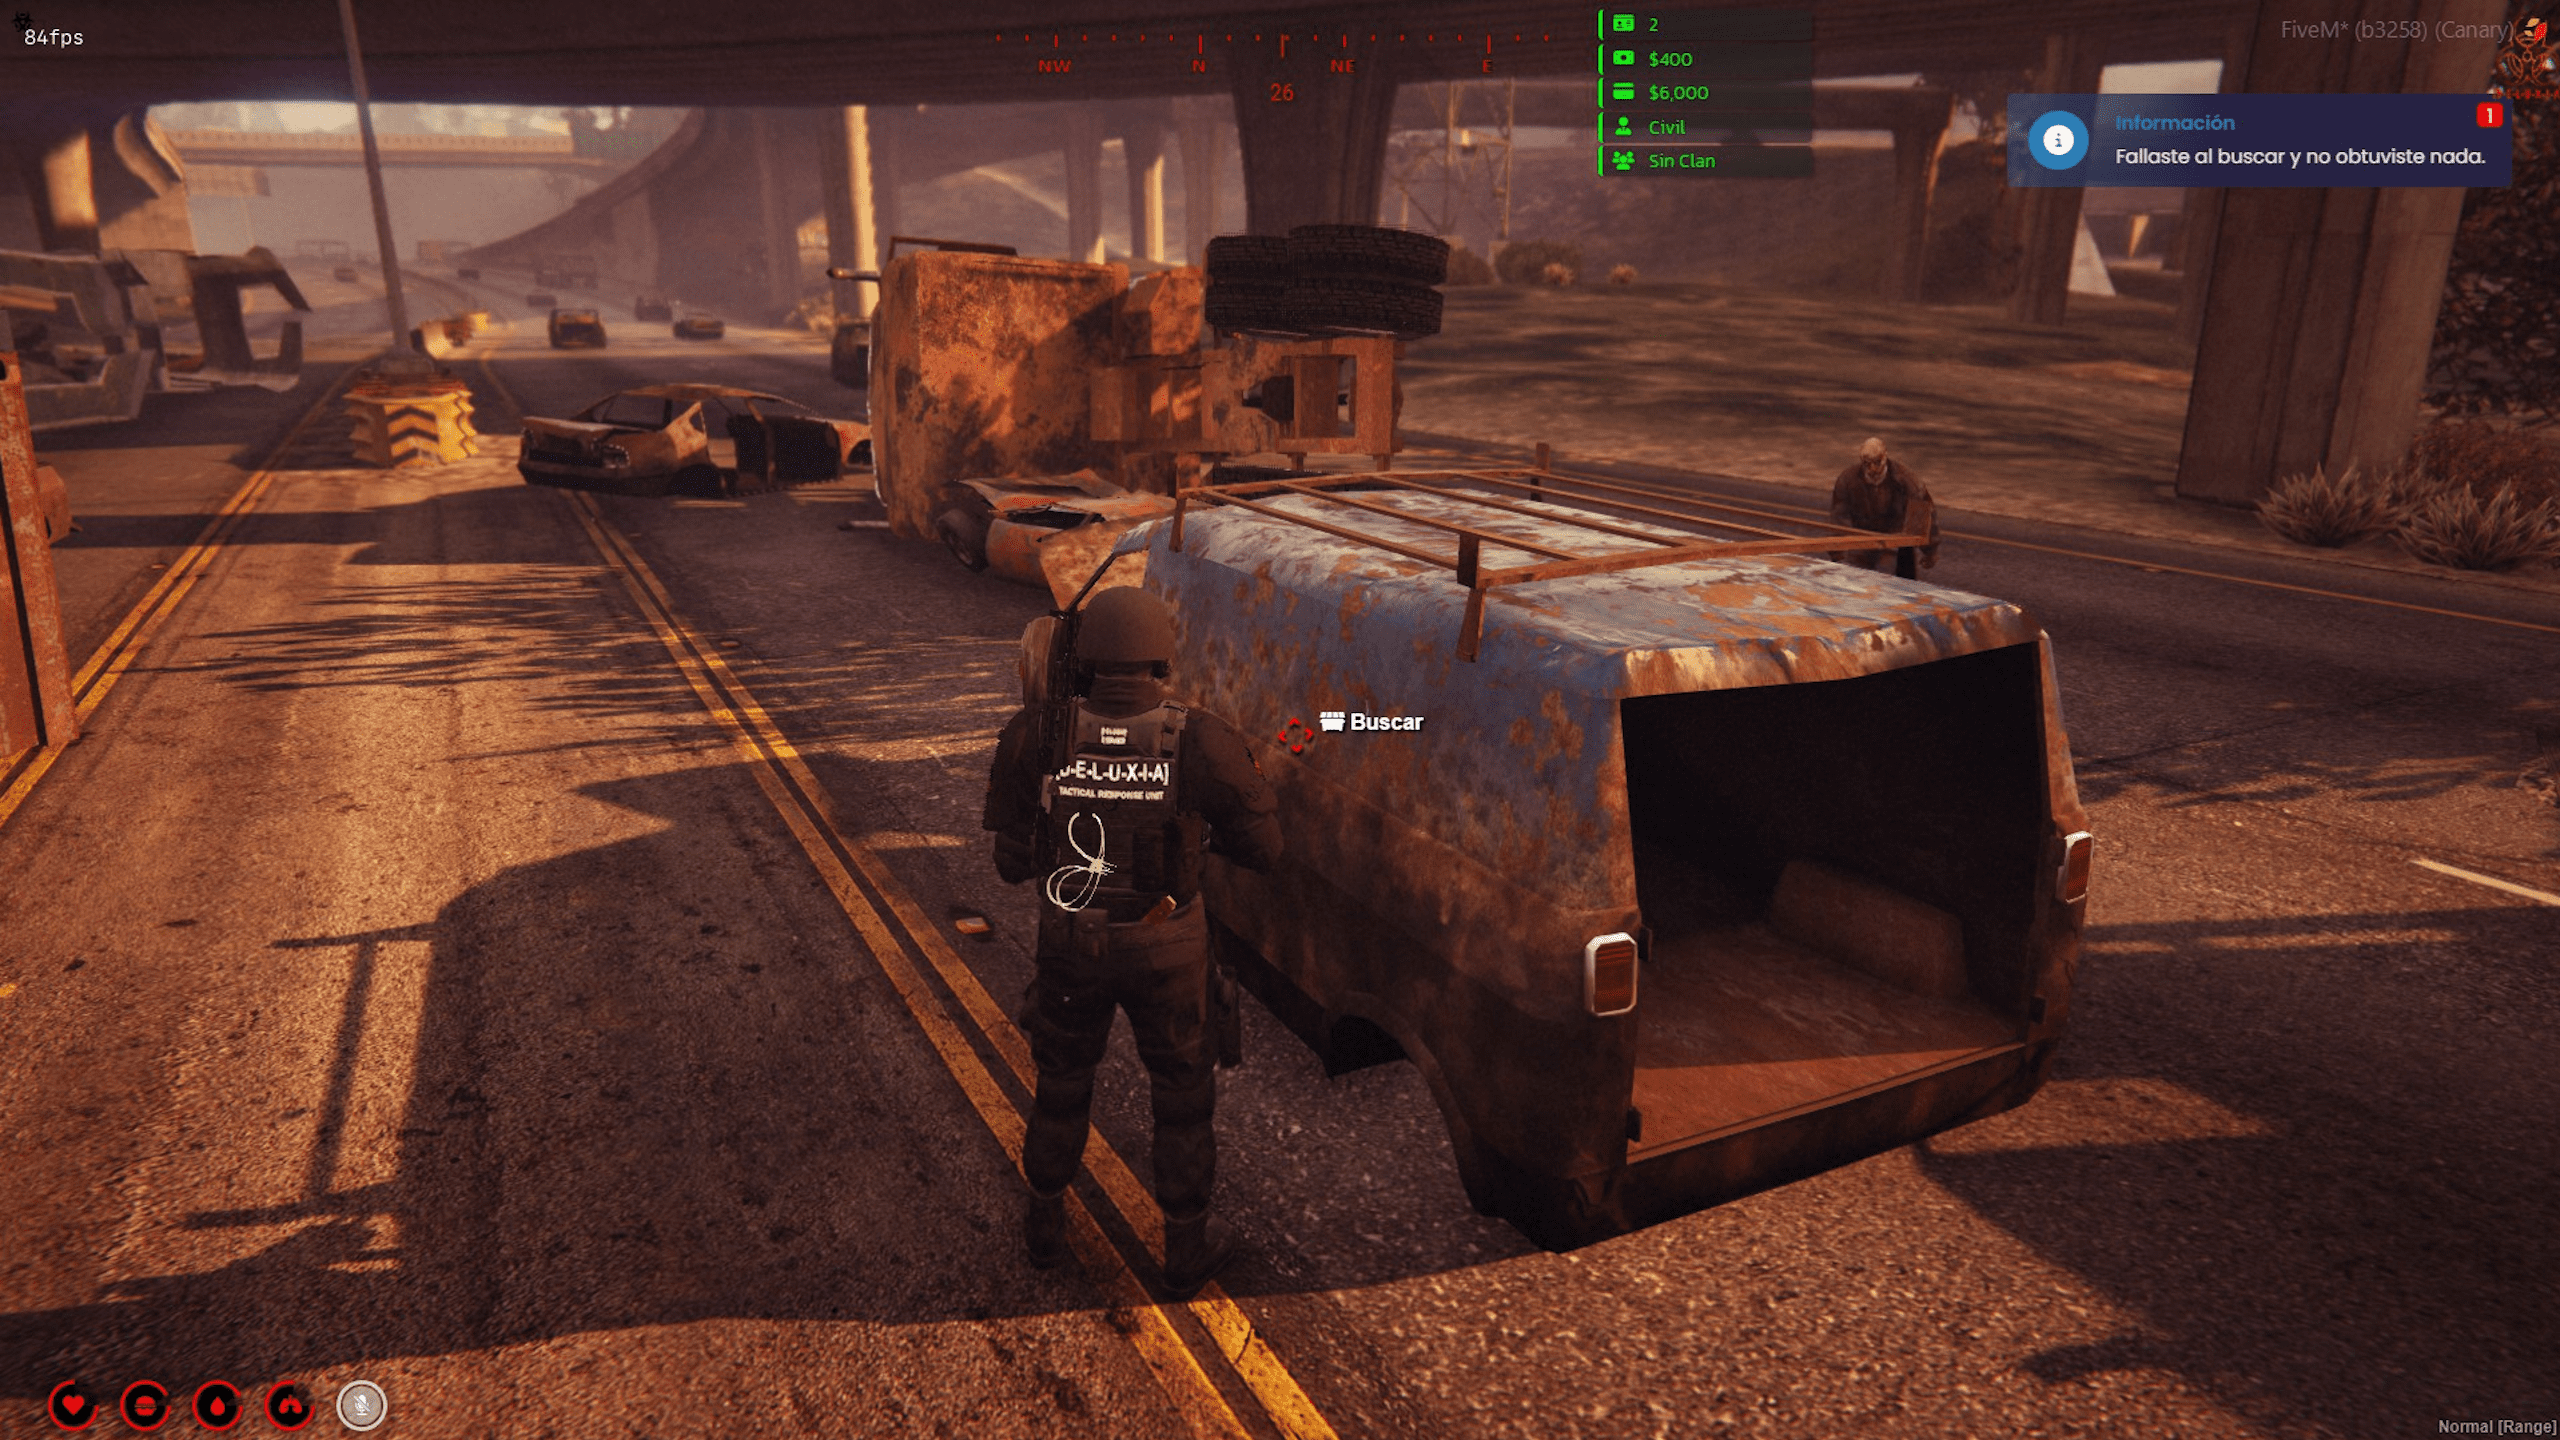 84fps
NW
N
NE
E
26
2
$400
$6,000
Civil
Sin Clan
FiveM* (b3258) (Canary)
Información
1
Fallaste al buscar y no obtuviste nada.
Buscar
-E-L-U-X-I-A]
TACTICAL RESPONSE UNIT
Normal [Range]